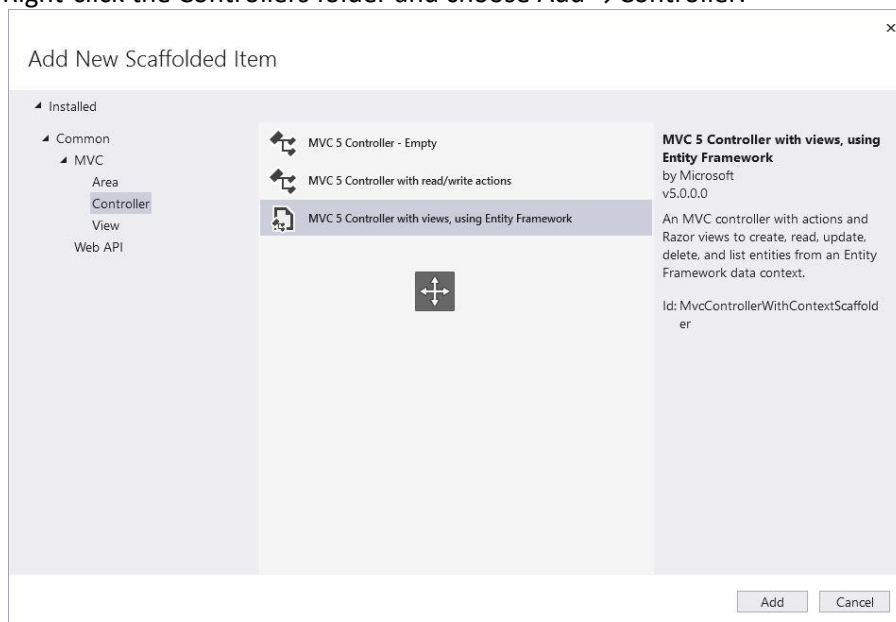 Right-click the Controllers folder and choose Add → Controller.
×
Add New Scaffolded Item
Installed
Common
MVC
Area
Controller
View
Web API
MVC 5 Controller - Empty
MVC 5 Controller with read/write actions
MVC 5 Controller with views, using Entity Framework
MVC 5 Controller with views, using
Entity Framework
by Microsoft
v5.0.0.0
An MVC controller with actions and
Razor views to create, read, update,
delete, and list entities from an Entity
Framework data context.
Id: MvcControllerWithContextScaffold
er
Add
Cancel